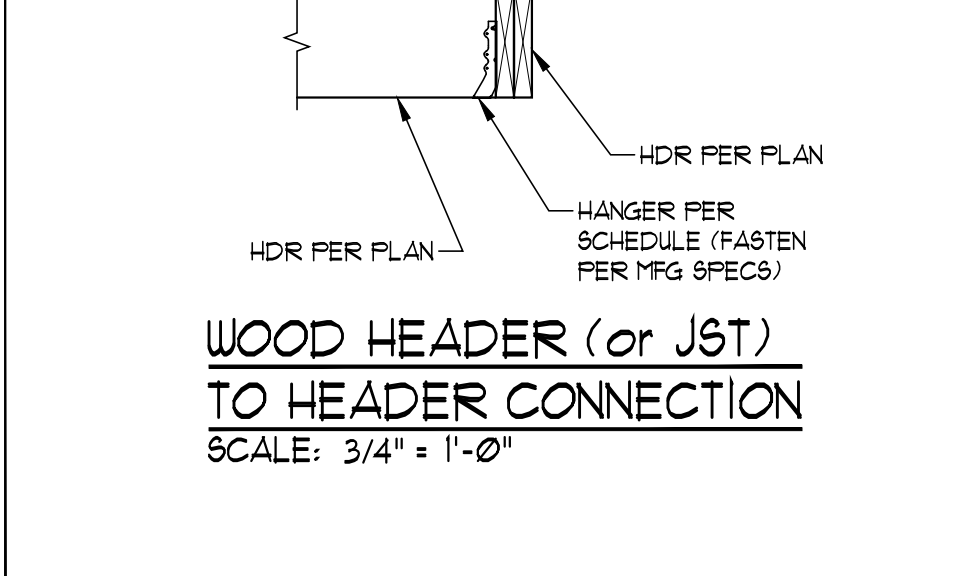 HDR PER PLAN
HANGER PER
SCHEDULE (FASTEN
PER MFG SPECS)
HDR PER PLAN
WOOD HEADER (or JST)
TO HEADER CONNECTION
SCALE: 3/4" = 1'-0"